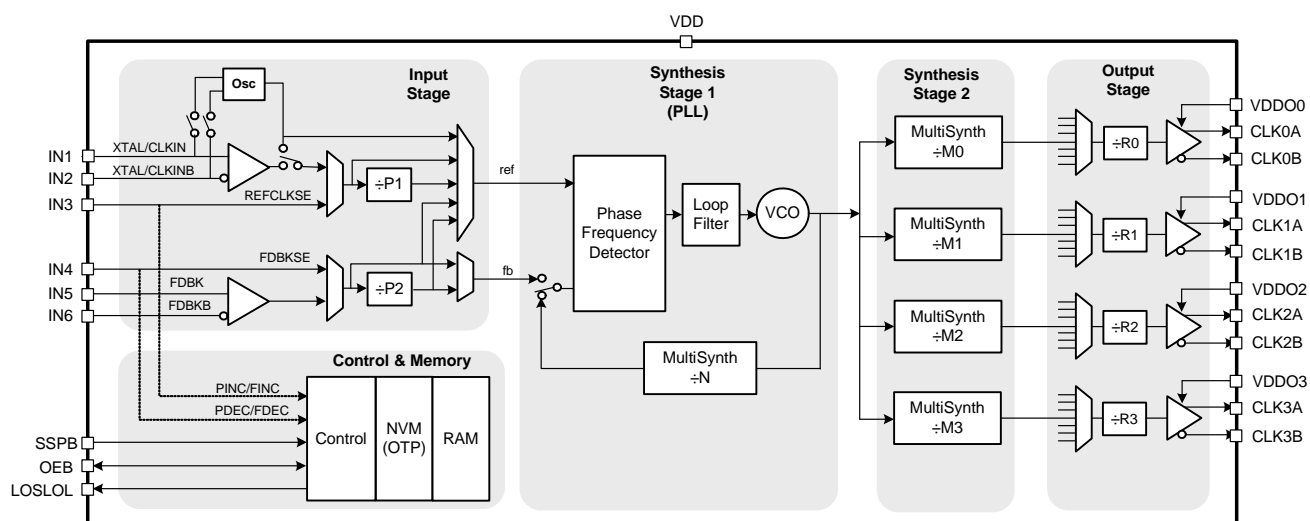 VDD
Input
Stage
Osc
IN1
XTAL/CLKIN
IN2
XTAL/CLKINB
IN3
REFCLKSE
÷P1
IN4
FDBKSE
IN5
FDBK
IN6
FDBKB
÷P2
ref
fb
Synthesis
Stage 1
(PLL)
Phase
Frequency
Detector
Loop
Filter
VCO
MultiSynth
÷N
Synthesis
Stage 2
MultiSynth
÷M0
MultiSynth
÷M1
MultiSynth
÷M2
MultiSynth
÷M3
Output
Stage
÷R0
÷R1
÷R2
÷R3
VDDO0
CLK0A
CLK0B
VDDO1
CLK1A
CLK1B
VDDO2
CLK2A
CLK2B
VDDO3
CLK3A
CLK3B
Control & Memory
PINC/FINC
PDEC/FDEC
SSPB
OEB
LOSLOL
Control
NVM
(OTP)
RAM